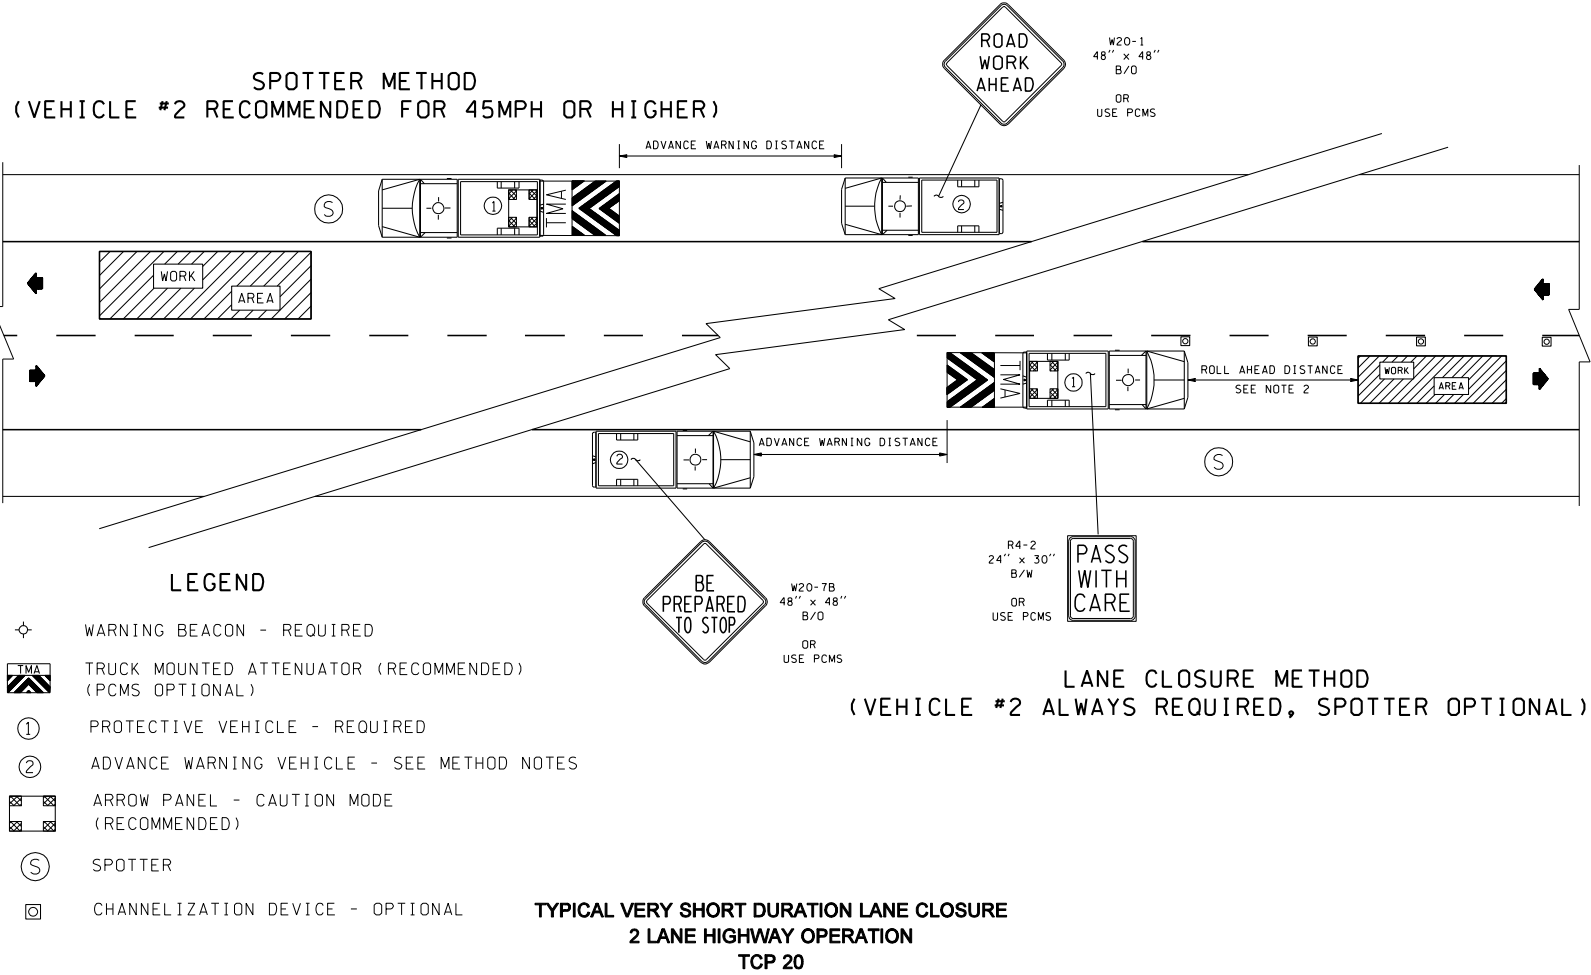 SPOTTER METHOD
(VEHICLE #2 RECOMMENDED FOR 45MPH OR HIGHER)
ROAD
WORK
AHEAD
W20-1
48" x 48"
B/O
OR
USE PCMS
ADVANCE WARNING DISTANCE
S
1
TMA
2
WORK
AREA
TMA
1
ROLL AHEAD DISTANCE
SEE NOTE 2
WORK
AREA
2
ADVANCE WARNING DISTANCE
S
BE
PREPARED
TO STOP
W20-7B
48" x 48"
B/O
OR
USE PCMS
R4-2
24" x 30"
B/W
OR
USE PCMS
PASS
WITH
CARE
LANE CLOSURE METHOD
(VEHICLE #2 ALWAYS REQUIRED, SPOTTER OPTIONAL)
LEGEND
WARNING BEACON - REQUIRED
TMA
TRUCK MOUNTED ATTENUATOR (RECOMMENDED)
(PCMS OPTIONAL)
1
PROTECTIVE VEHICLE - REQUIRED
2
ADVANCE WARNING VEHICLE - SEE METHOD NOTES
ARROW PANEL - CAUTION MODE
(RECOMMENDED)
S
SPOTTER
CHANNELIZATION DEVICE - OPTIONAL
TYPICAL VERY SHORT DURATION LANE CLOSURE
2 LANE HIGHWAY OPERATION
TCP 20